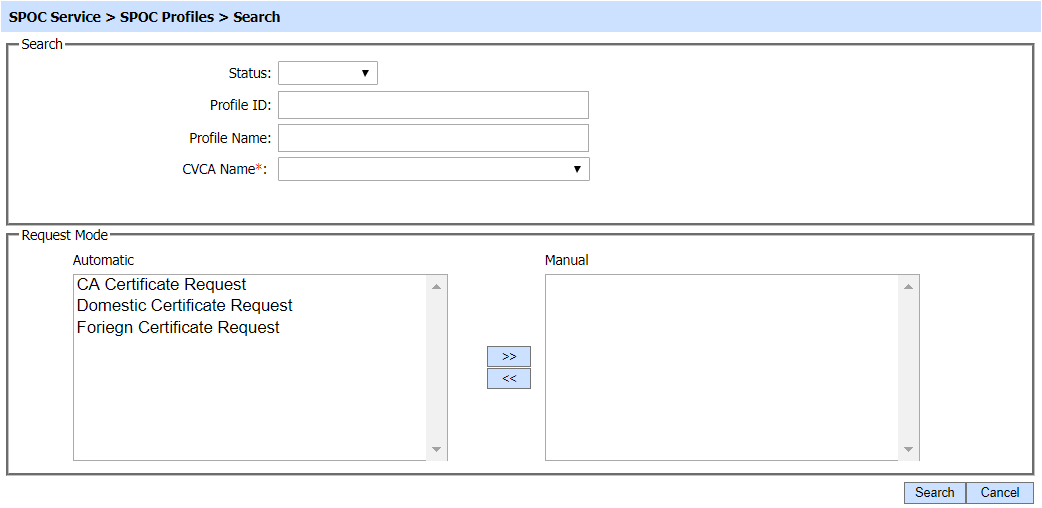 SPOC Service > SPOC Profiles > Search
Search
Status:
Profile ID:
Profile Name:
CVCA Name*:
Request Mode
Automatic
Manual
CA Certificate Request
Domestic Certificate Request
Foriegn Certificate Request
>>
<<
Search Cancel